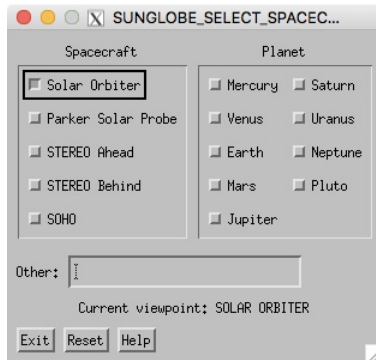 SUNGLOBE_SELECT_SPACEC...
Spacecraft
Solar Orbiter
Parker Solar Probe
STEREO Ahead
STEREO Behind
SOHO
Planet
Mercury Saturn
Venus Uranus
Earth Neptune
Mars Pluto
Jupiter
Other:
Current viewpoint: SOLAR ORBITER
Exit Reset Help